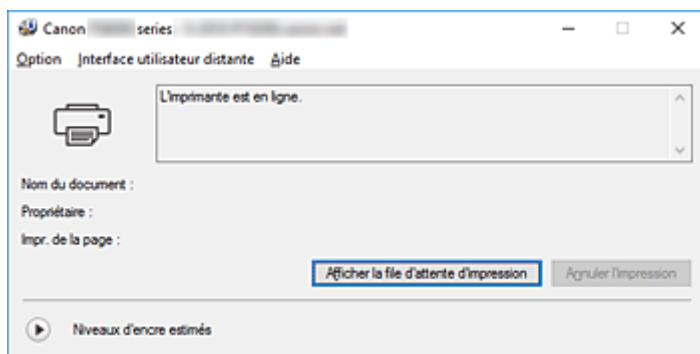 Canon series
Option Interface utilisateur distante Aide
L'imprimante est en ligne.
Nom du document :
Propriétaire :
Impr. de la page :
Afficher la file d'attente d'impression Annuler l'impression
Niveaux d'encre estimés